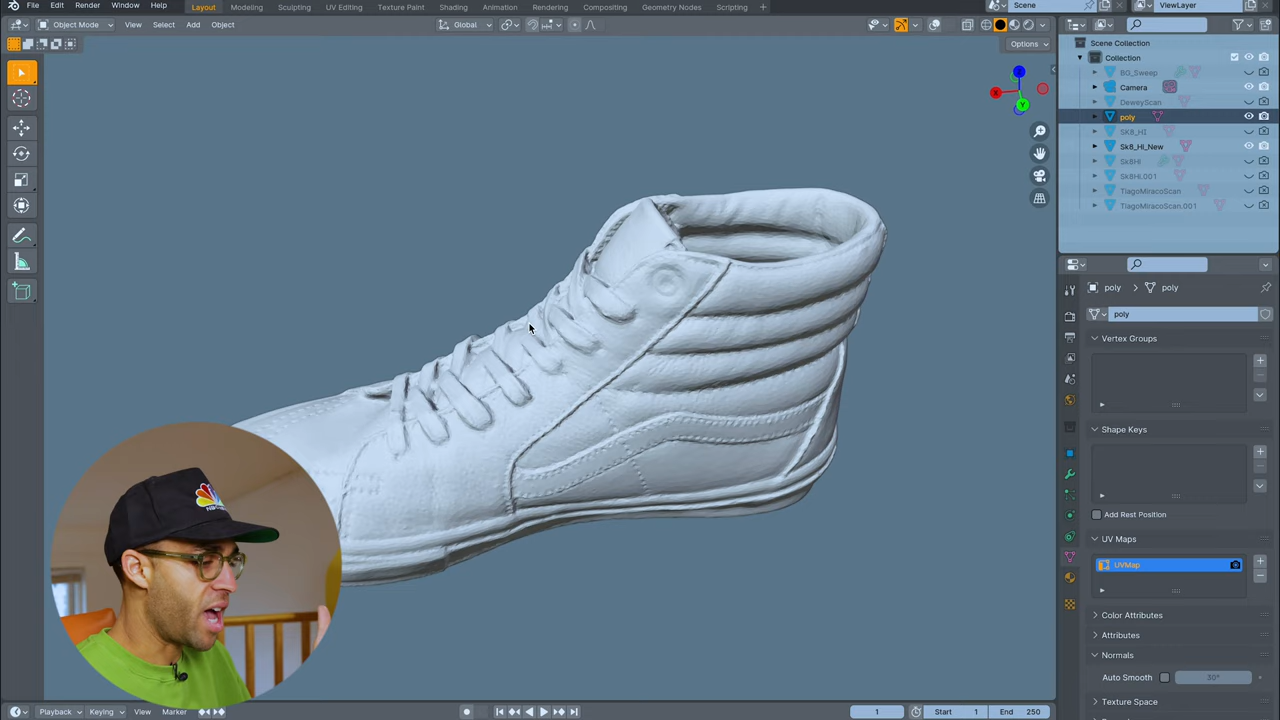 File Edit Render Window Help Layout Modeling Sculpting UV Editing Texture Paint Shading Animation Rendering Compositing Geometry Nodes Scripting + Scene ViewLayer
Object Mode View Select Add Object Global
Options
Scene Collection
Collection
BG_Sweep
Camera
DeweyScan
poly
SK8_HI
Sk8_Hi_New
Sk8Hi
Sk8Hi.001
TiagoMiracoScan
TiagoMiracoScan.001
X
Y
Z
poly > poly
poly
Vertex Groups
Shape Keys
Add Rest Position
UV Maps
UVMap
Color Attributes
Attributes
Normals
Auto Smooth 30°
Texture Space
Playback Keying View Marker 1 Start 1 End 250